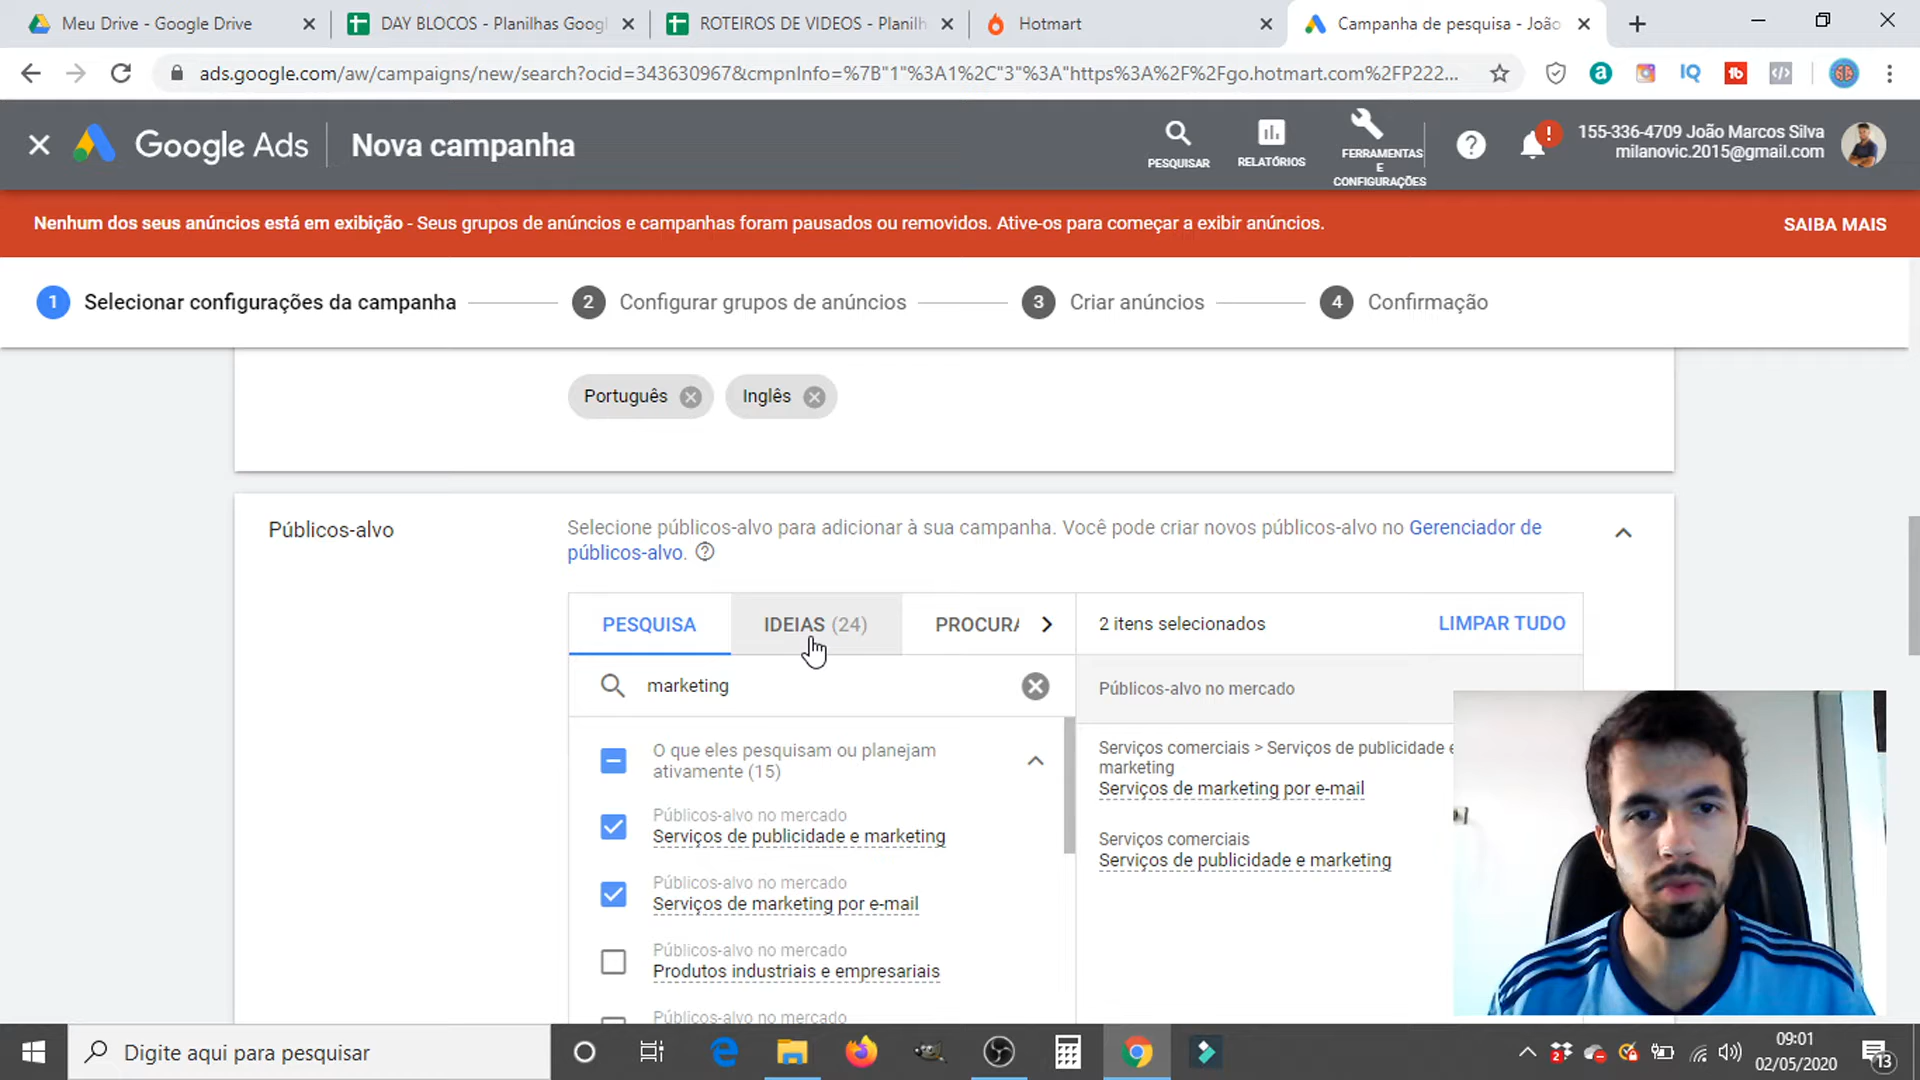 Meu Drive - Google Drive
DAY BLOCOS - Planilhas Googl
ROTEIROS DE VIDEOS - Planilh
Hotmart
Campanha de pesquisa - João
ads.google.com/aw/campaigns/new/search?ocid=343630967&cmpnInfo=%7B"1"%3A1%2C"3"%3A"https%3A%2F%2Fgo.hotmart.com%2FP222...
IQ
Google Ads
Nova campanha
PESQUISAR
RELATÓRIOS
FERRAMENTAS
E
CONFIGURAÇÕES
?
!
155-336-4709 João Marcos Silva
milanovic.2015@gmail.com
Nenhum dos seus anúncios está em exibição - Seus grupos de anúncios e campanhas foram pausados ou removidos. Ative-os para começar a exibir anúncios.
SAIBA MAIS
1 Selecionar configurações da campanha
2 Configurar grupos de anúncios
3 Criar anúncios
4 Confirmação
Português
Inglês
Públicos-alvo
Selecione públicos-alvo para adicionar à sua campanha. Você pode criar novos públicos-alvo no Gerenciador de
públicos-alvo. ?
PESQUISA
IDEIAS (24)
PROCURA
2 itens selecionados
LIMPAR TUDO
marketing
Públicos-alvo no mercado
O que eles pesquisam ou planejam
ativamente (15)
Públicos-alvo no mercado
Serviços de publicidade e marketing
Públicos-alvo no mercado
Serviços de marketing por e-mail
Públicos-alvo no mercado
Produtos industriais e empresariais
Públicos-alvo no mercado
Serviços comerciais > Serviços de publicidade e
marketing
Serviços de marketing por e-mail
Serviços comerciais
Serviços de publicidade e marketing
Digite aqui para pesquisar
09:01
02/05/2020
13